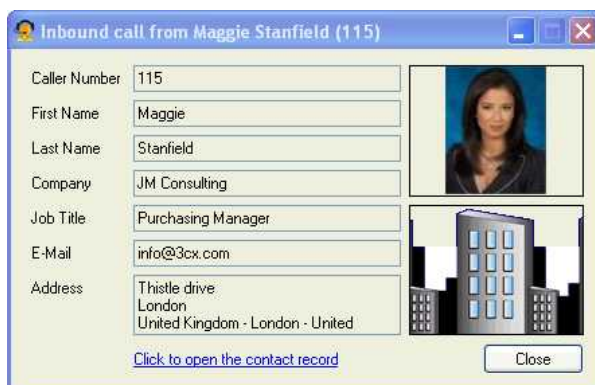 Inbound call from Maggie Stanfield (115)
Caller Number 115
First Name Maggie
Last Name Stanfield
Company JM Consulting
Job Title Purchasing Manager
E-Mail info@3cx.com
Address Thistle drive
London
United Kingdom - London - United
Click to open the contact record Close